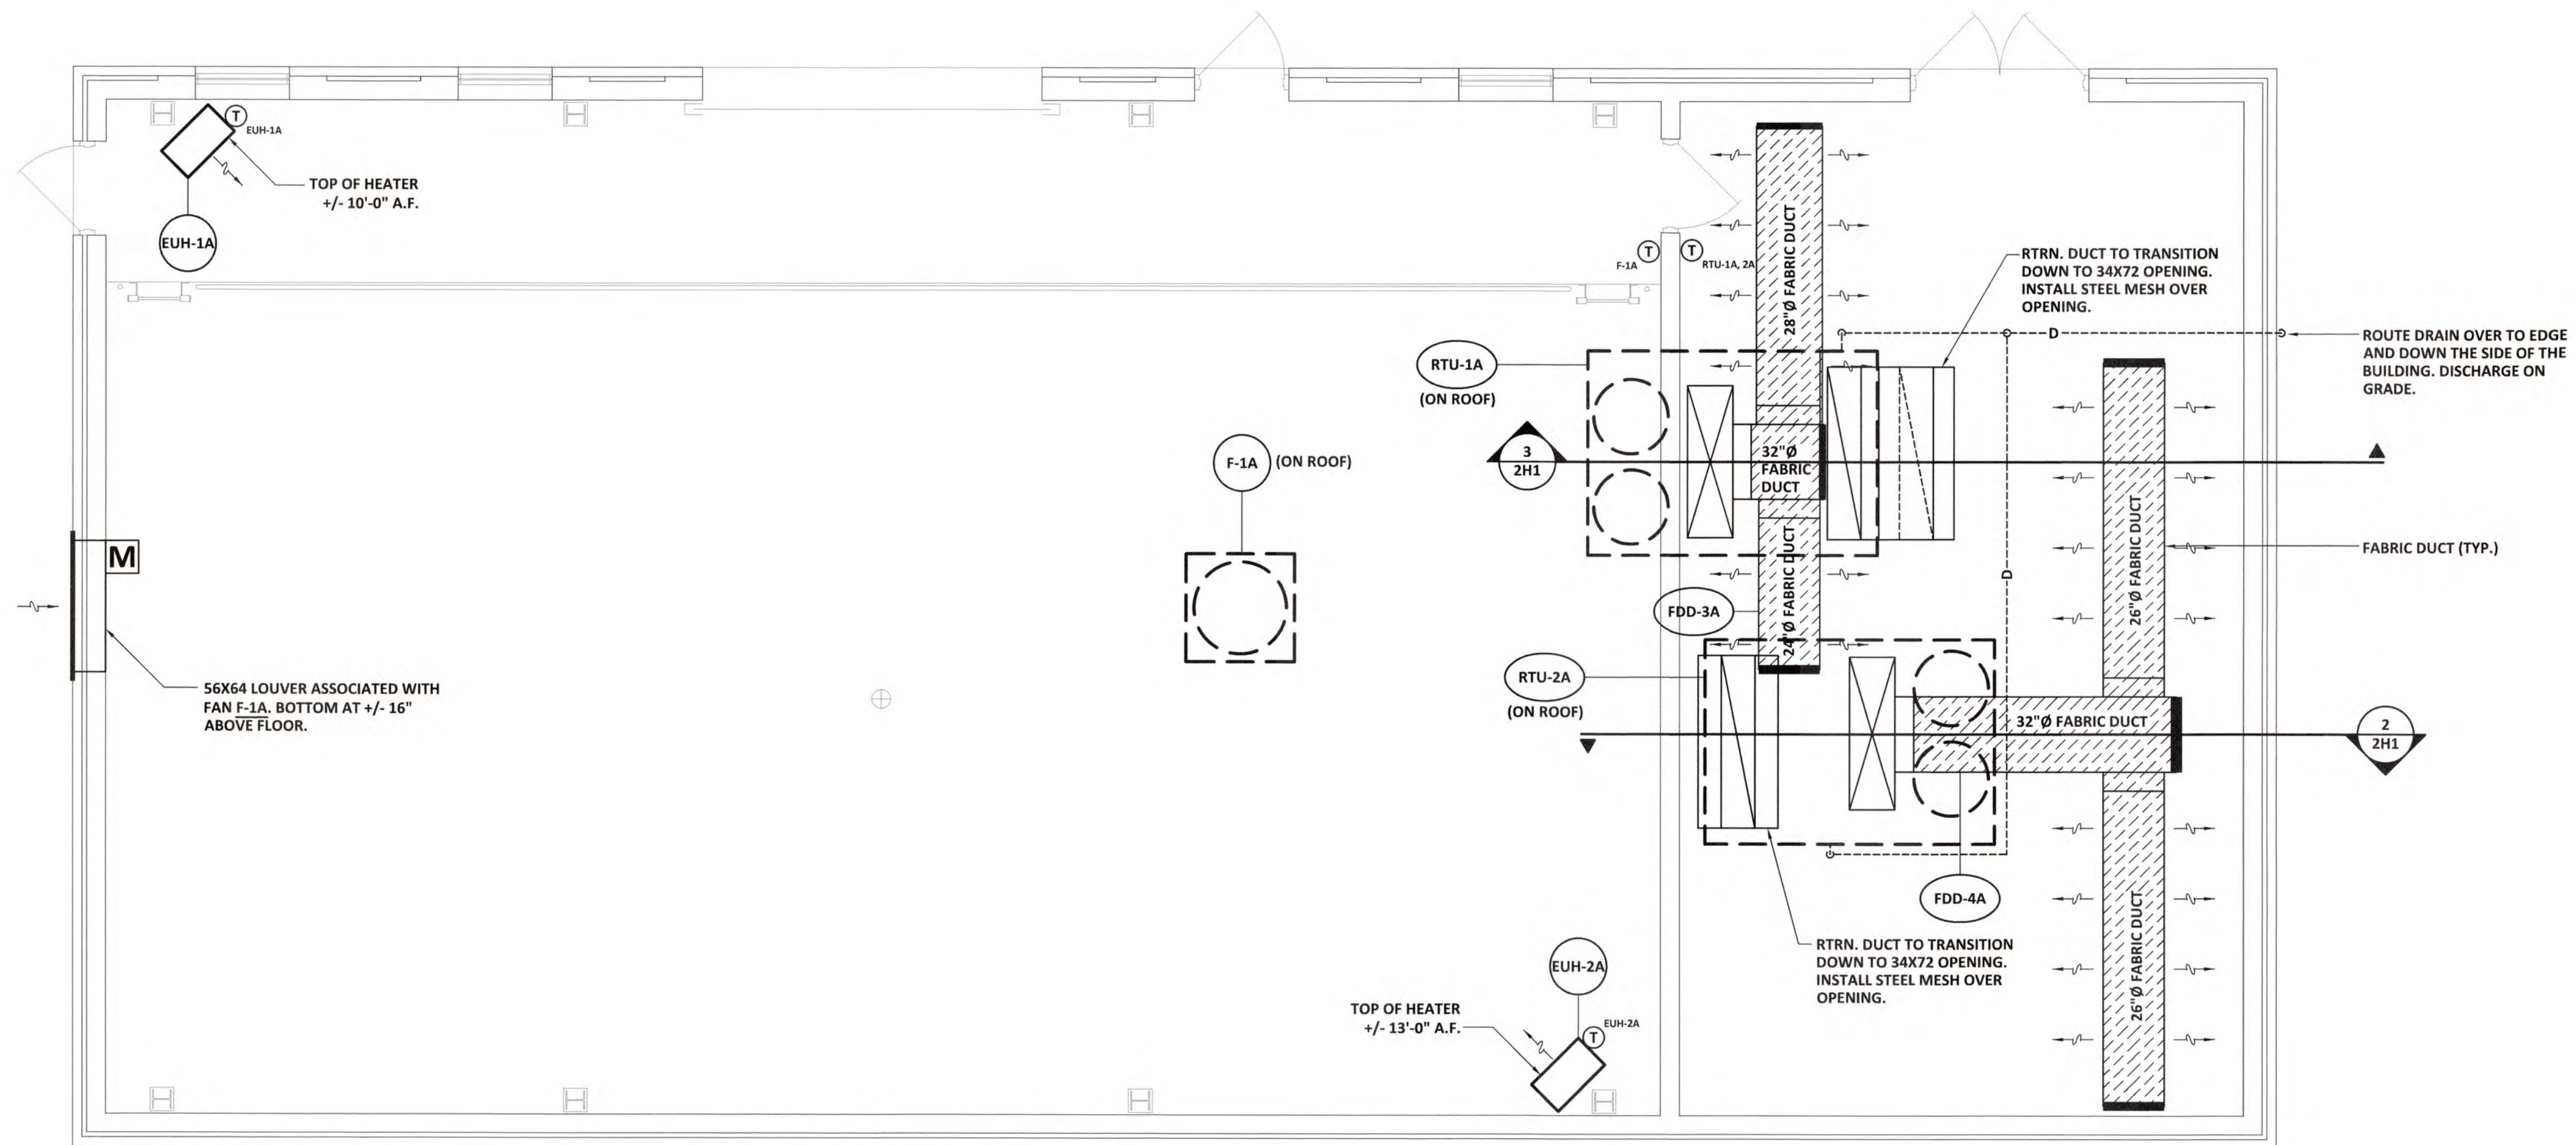 T
EUH-1A
TOP OF HEATER
+/- 10'-0" A.F.
EUH-1A
28"Ø FABRIC DUCT
F-1A
T
T
RTU-1A, 2A
RTRN. DUCT TO TRANSITION
DOWN TO 34X72 OPENING.
INSTALL STEEL MESH OVER
OPENING.
D
ROUTE DRAIN OVER TO EDGE
AND DOWN THE SIDE OF THE
BUILDING. DISCHARGE ON
GRADE.
RTU-1A
(ON ROOF)
F-1A
(ON ROOF)
3
2H1
32"Ø
FABRIC
DUCT
26"Ø FABRIC DUCT
FABRIC DUCT (TYP.)
M
D
24"Ø FABRIC DUCT
FDD-3A
56X64 LOUVER ASSOCIATED WITH
FAN F-1A. BOTTOM AT +/- 16"
ABOVE FLOOR.
RTU-2A
(ON ROOF)
32"Ø FABRIC DUCT
2
2H1
FDD-4A
26"Ø FABRIC DUCT
RTRN. DUCT TO TRANSITION
DOWN TO 34X72 OPENING.
INSTALL STEEL MESH OVER
OPENING.
EUH-2A
TOP OF HEATER
+/- 13'-0" A.F.
T
EUH-2A